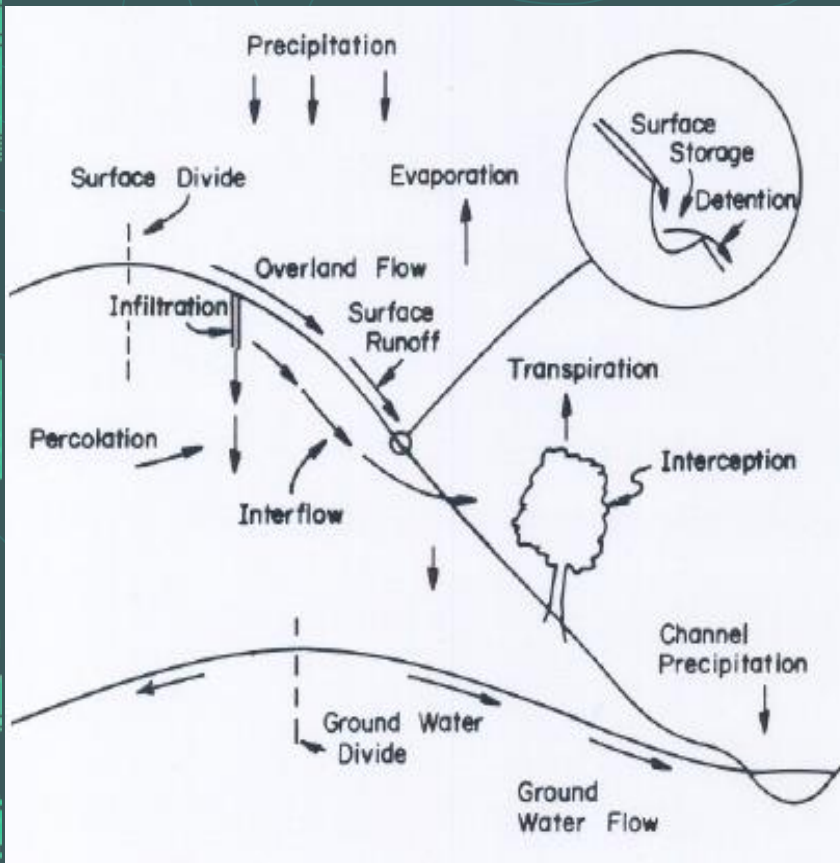 Precipitation
Surface
Storage
Detention
Surface Divide
Evaporation
Overland Flow
Infiltration
Surface
Runoff
Transpiration
Percolation
Interception
Interflow
Channel
Precipitation
Ground Water
Divide
Ground
Water Flow